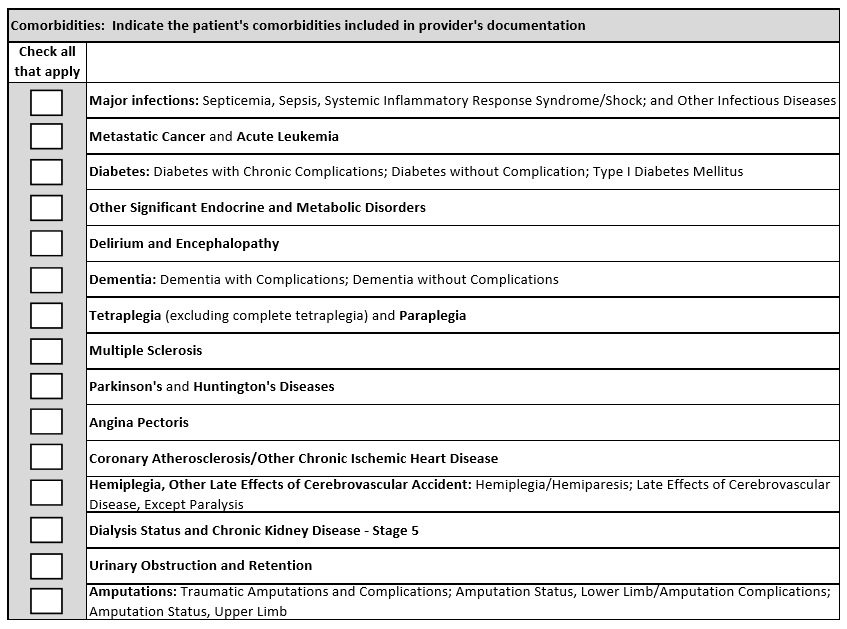 Comorbidities:  Indicate the patient's comorbidities included in provider's documentation
Check all
that apply
Major infections: Septicemia, Sepsis, Systemic Inflammatory Response Syndrome/Shock; and Other Infectious Diseases
Metastatic Cancer and Acute Leukemia
Diabetes: Diabetes with Chronic Complications; Diabetes without Complication; Type I Diabetes Mellitus
Other Significant Endocrine and Metabolic Disorders
Delirium and Encephalopathy
Dementia: Dementia with Complications; Dementia without Complications
Tetraplegia (excluding complete tetraplegia) and Paraplegia
Multiple Sclerosis
Parkinson's and Huntington's Diseases
Angina Pectoris
Coronary Atherosclerosis/Other Chronic Ischemic Heart Disease
Hemiplegia, Other Late Effects of Cerebrovascular Accident: Hemiplegia/Hemiparesis; Late Effects of Cerebrovascular
Disease, Except Paralysis
Dialysis Status and Chronic Kidney Disease - Stage 5
Urinary Obstruction and Retention
Amputations: Traumatic Amputations and Complications; Amputation Status, Lower Limb/Amputation Complications;
Amputation Status, Upper Limb